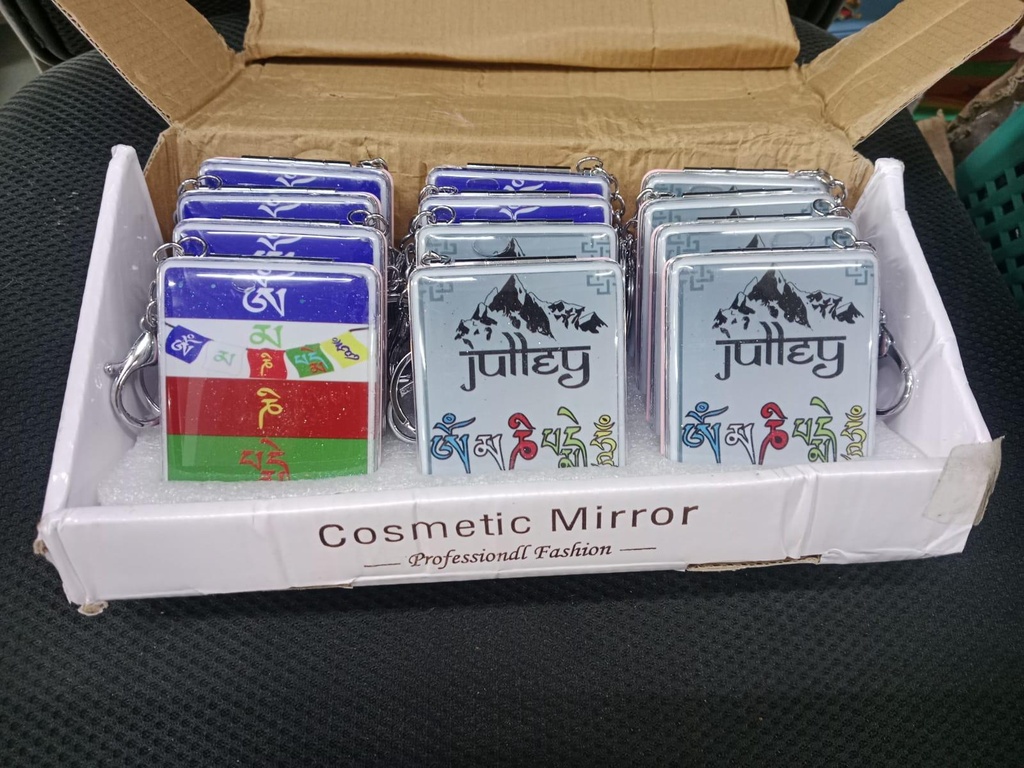 ཨོཾ
མ
ཎི
པདྨེ
julley
ཨོཾ མ ཎི པདྨེ ཧཱུྃ
julley
ཨོཾ མ ཎི པདྨེ ཧཱུྃ
Cosmetic Mirror
Professiondl Fashion